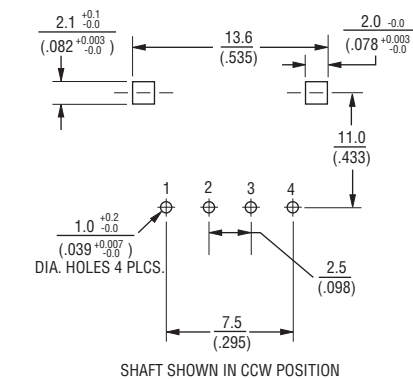 2.1 +0.1 -0.0
(.082 +0.003 -0.0 )
13.6
(.535)
2.0 -0.0
(.078 +0.003 -0.0
11.0
(.433)
1 2 3 4
1.0 +0.2 -0.0
(.039 +0.007 -0.0 )
DIA. HOLES 4 PLCS.
2.5
(.098)
7.5
(.295)
SHAFT SHOWN IN CCW POSITION